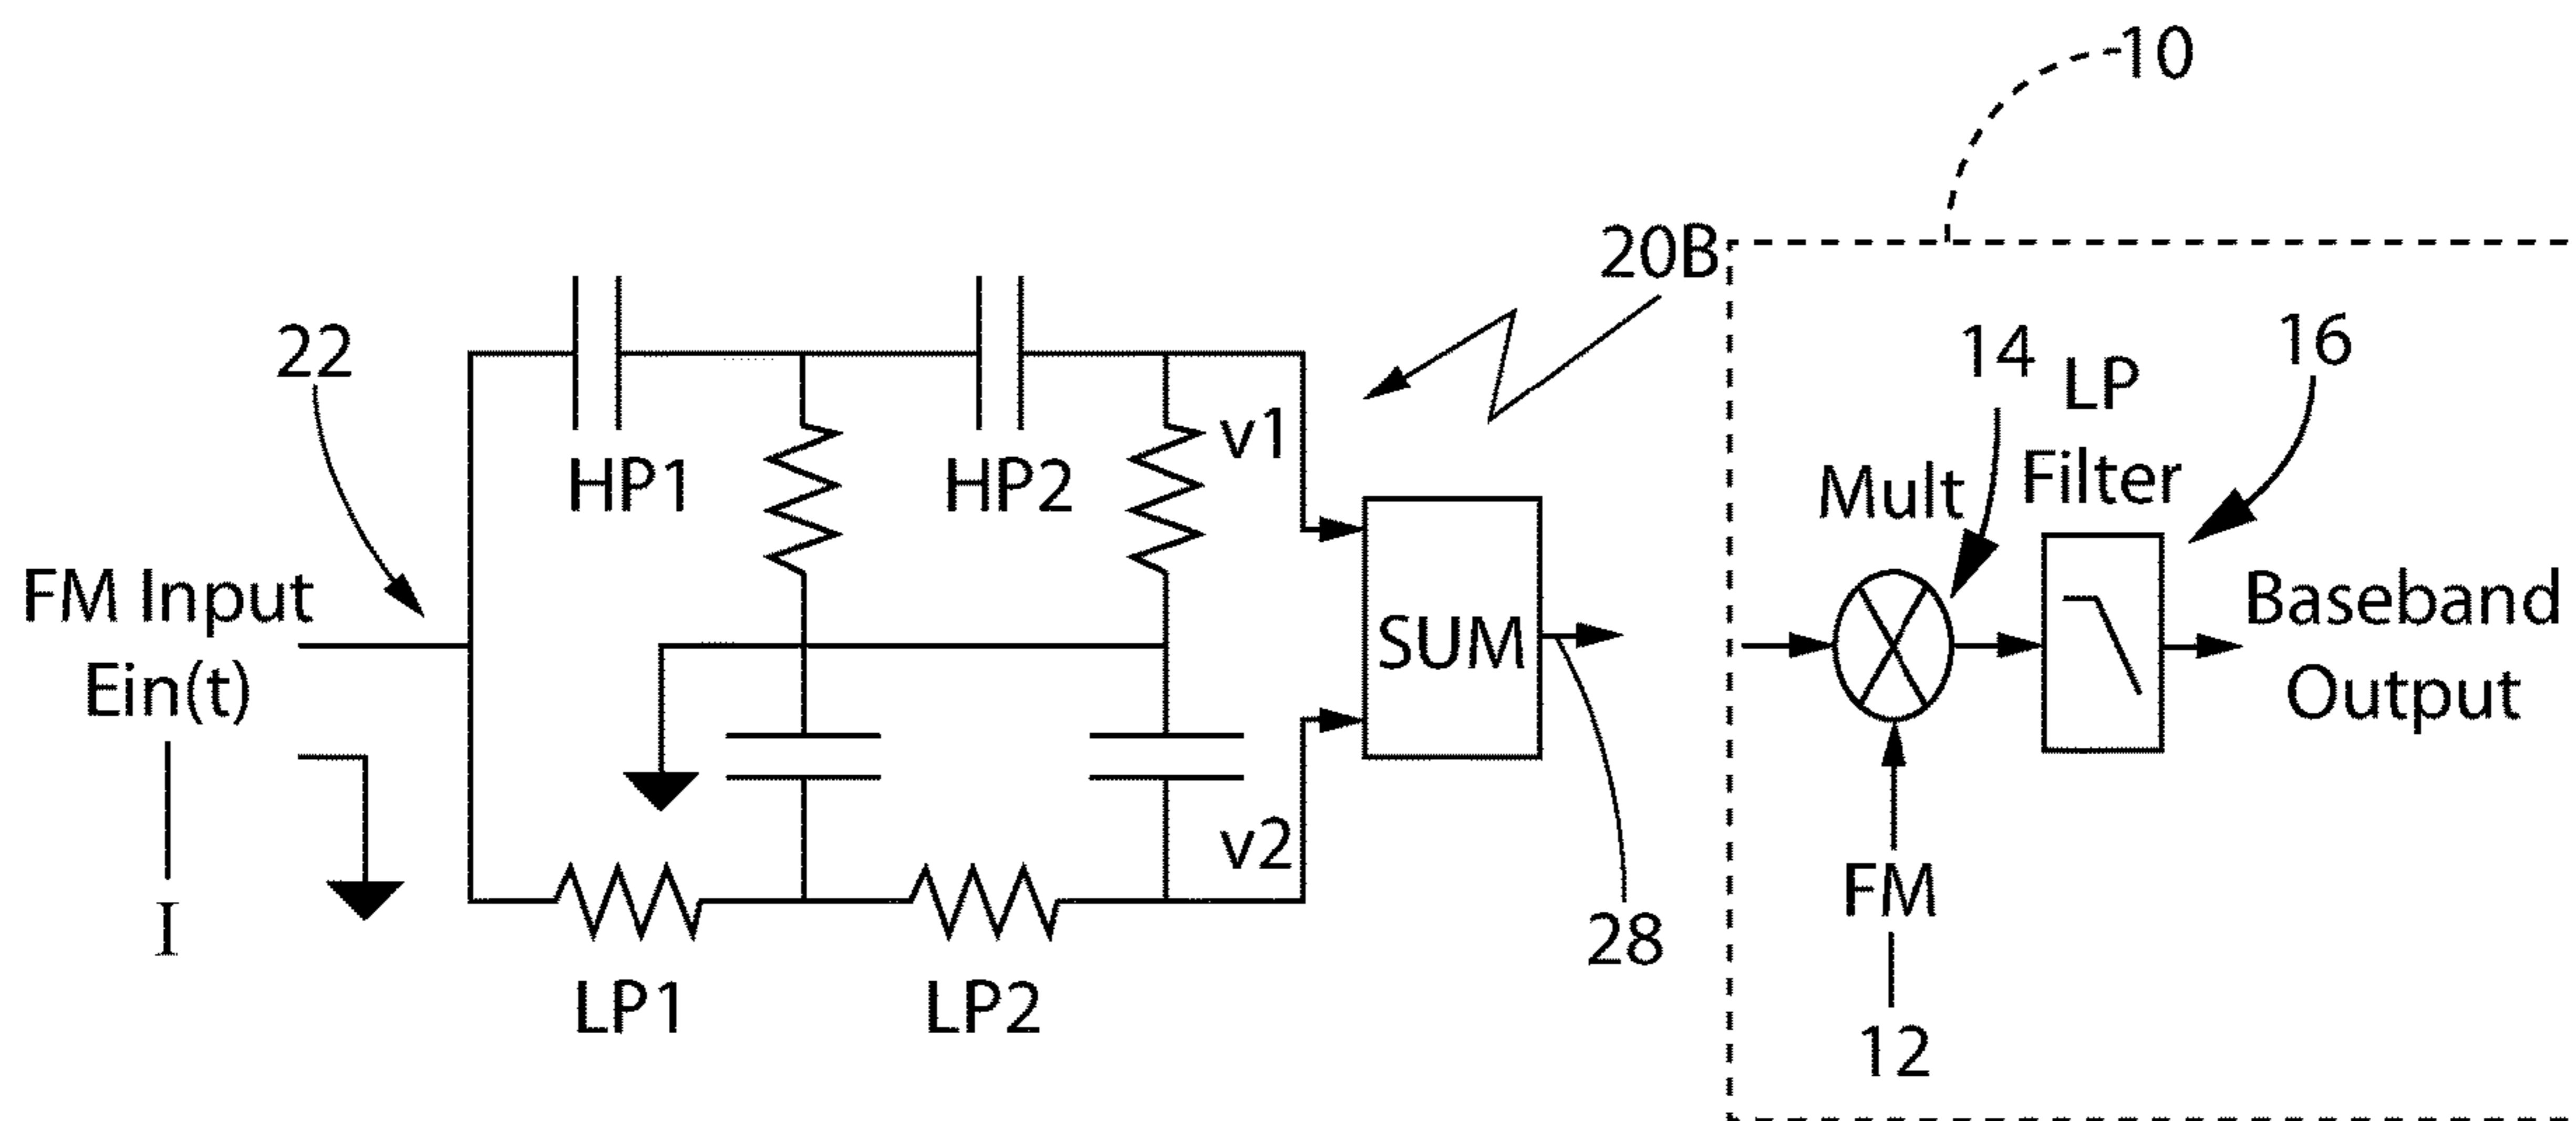 10
20B
22
14
LP
16
v1
HP1
HP2
Mult
Filter
FM Input
Ein(t)
SUM
Baseband
Output
v2
FM
I
28
LP1
LP2
12